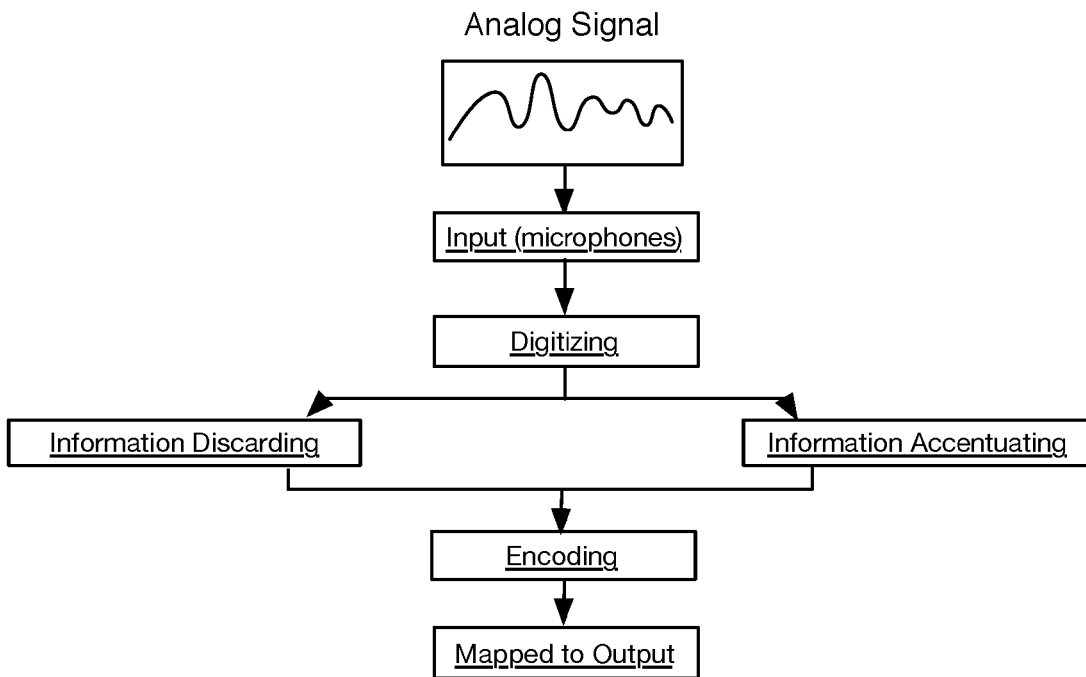 Analog Signal
Input (microphones)
Digitizing
Information Discarding
Information Accentuating
Encoding
Mapped to Output